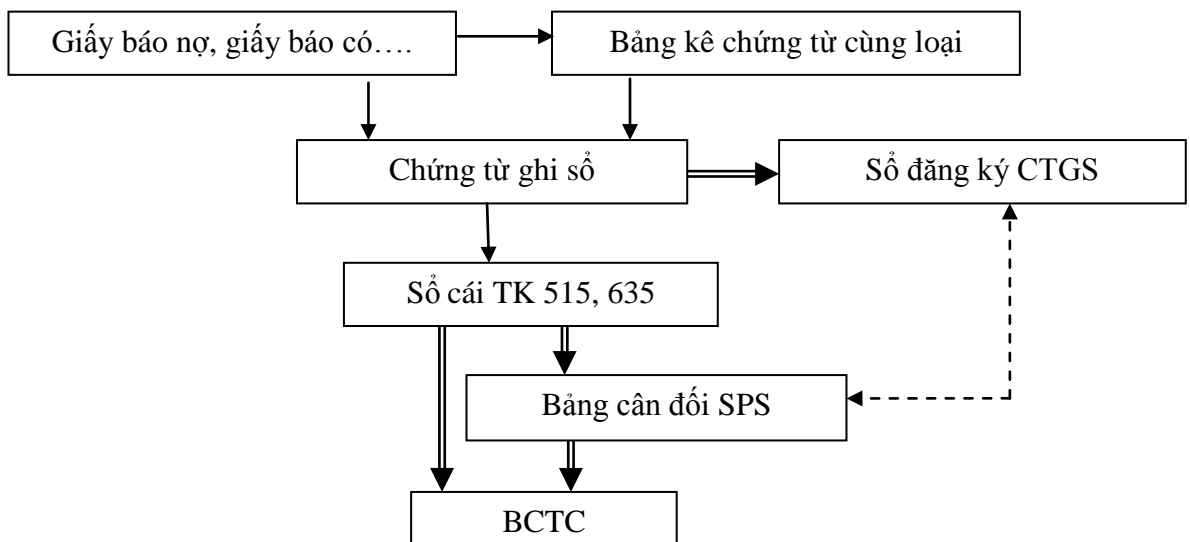 Giấy báo nợ, giấy báo có….
Bảng kê chứng từ cùng loại
Chứng từ ghi sổ
Sổ đăng ký CTGS
Sổ cái TK 515, 635
Bảng cân đối SPS
BCTC